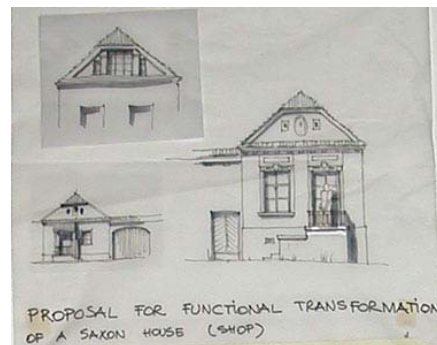 PROPOSAL FOR FUNCTIONAL TRANSFORMATION
OF A SAXON HOUSE (SHOP)